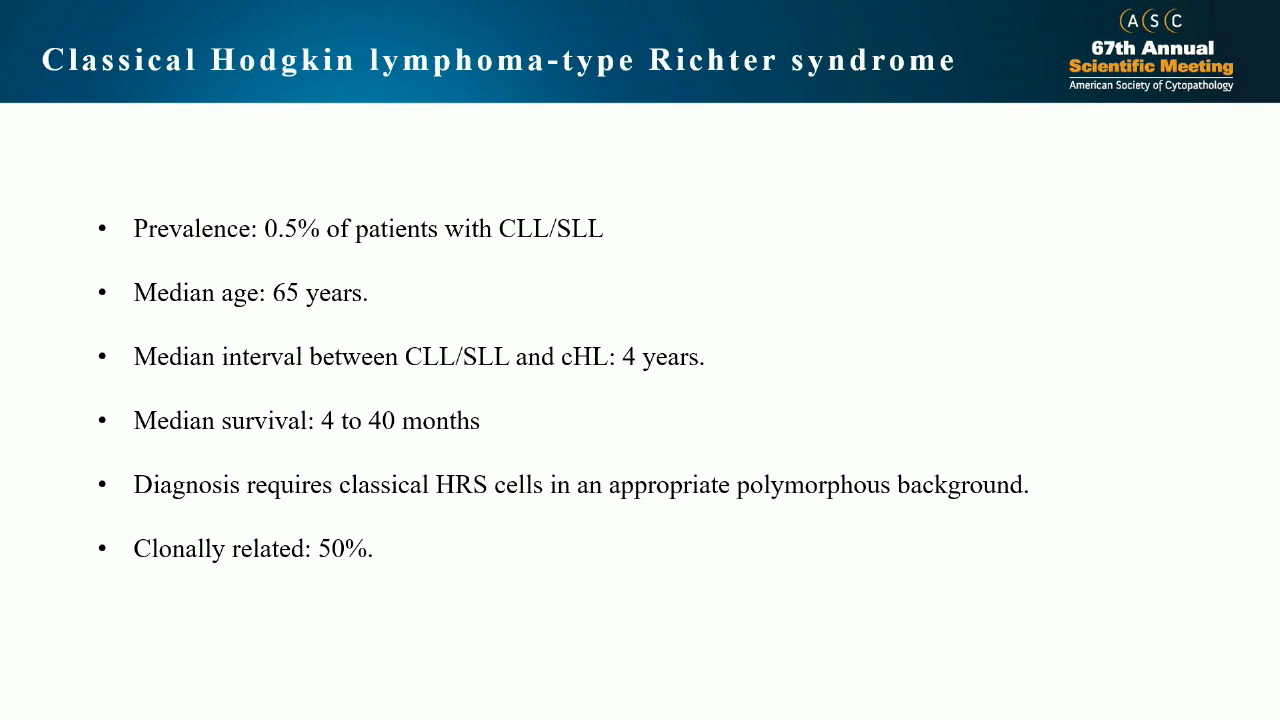 Classical Hodgkin lymphoma-type Richter syndrome
ASC
67th Annual
Scientific Meeting
American Society of Cytopathology
• Prevalence: 0.5% of patients with CLL/SLL
• Median age: 65 years.
• Median interval between CLL/SLL and cHL: 4 years.
• Median survival: 4 to 40 months
• Diagnosis requires classical HRS cells in an appropriate polymorphous background.
• Clonally related: 50%.